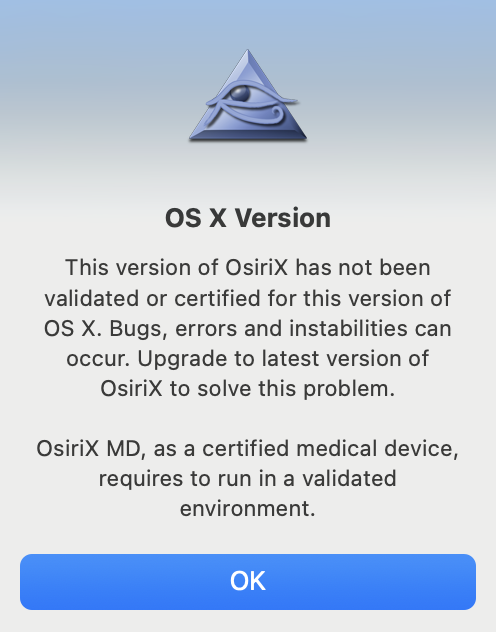 OS X Version
This version of OsiriX has not been
validated or certified for this version of
OS X. Bugs, errors and instabilities can
occur. Upgrade to latest version of
OsiriX to solve this problem.
OsiriX MD, as a certified medical device,
requires to run in a validated
environment.
OK